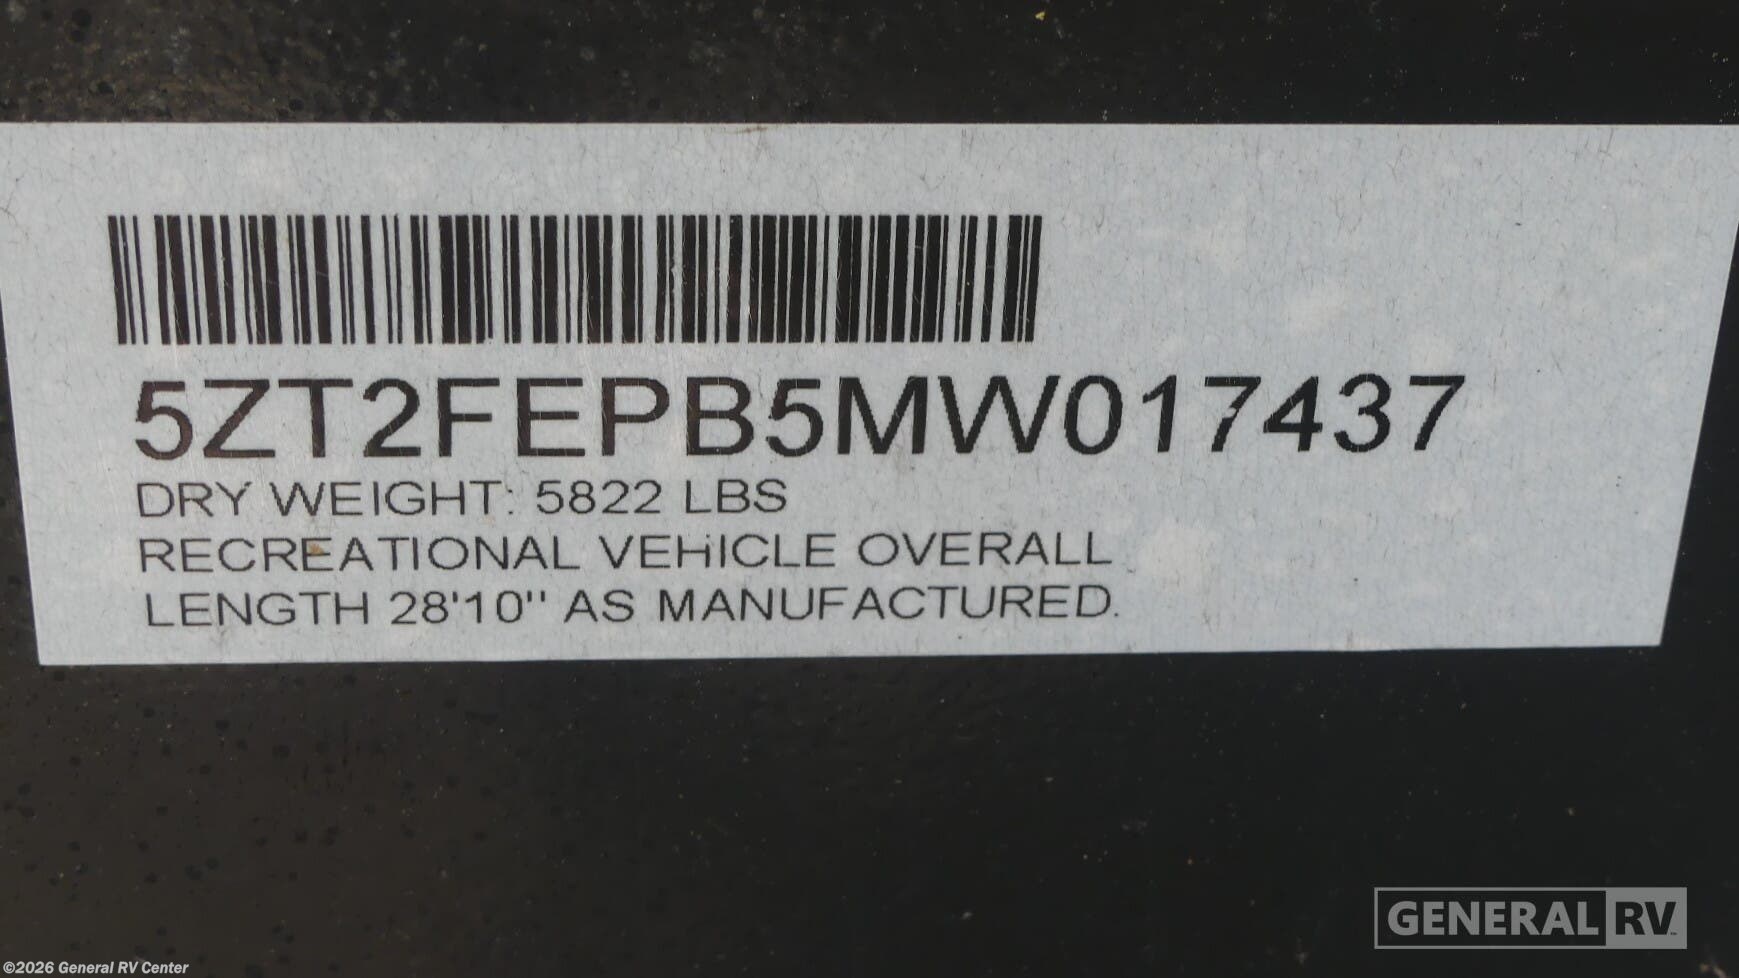 5ZT2FEPB5MW017437
DRY WEIGHT: 5822 LBS
RECREATIONAL VEHICLE OVERALL
LENGTH 28'10" AS MANUFACTURED.
GENERAL RV
©2026 General RV Center